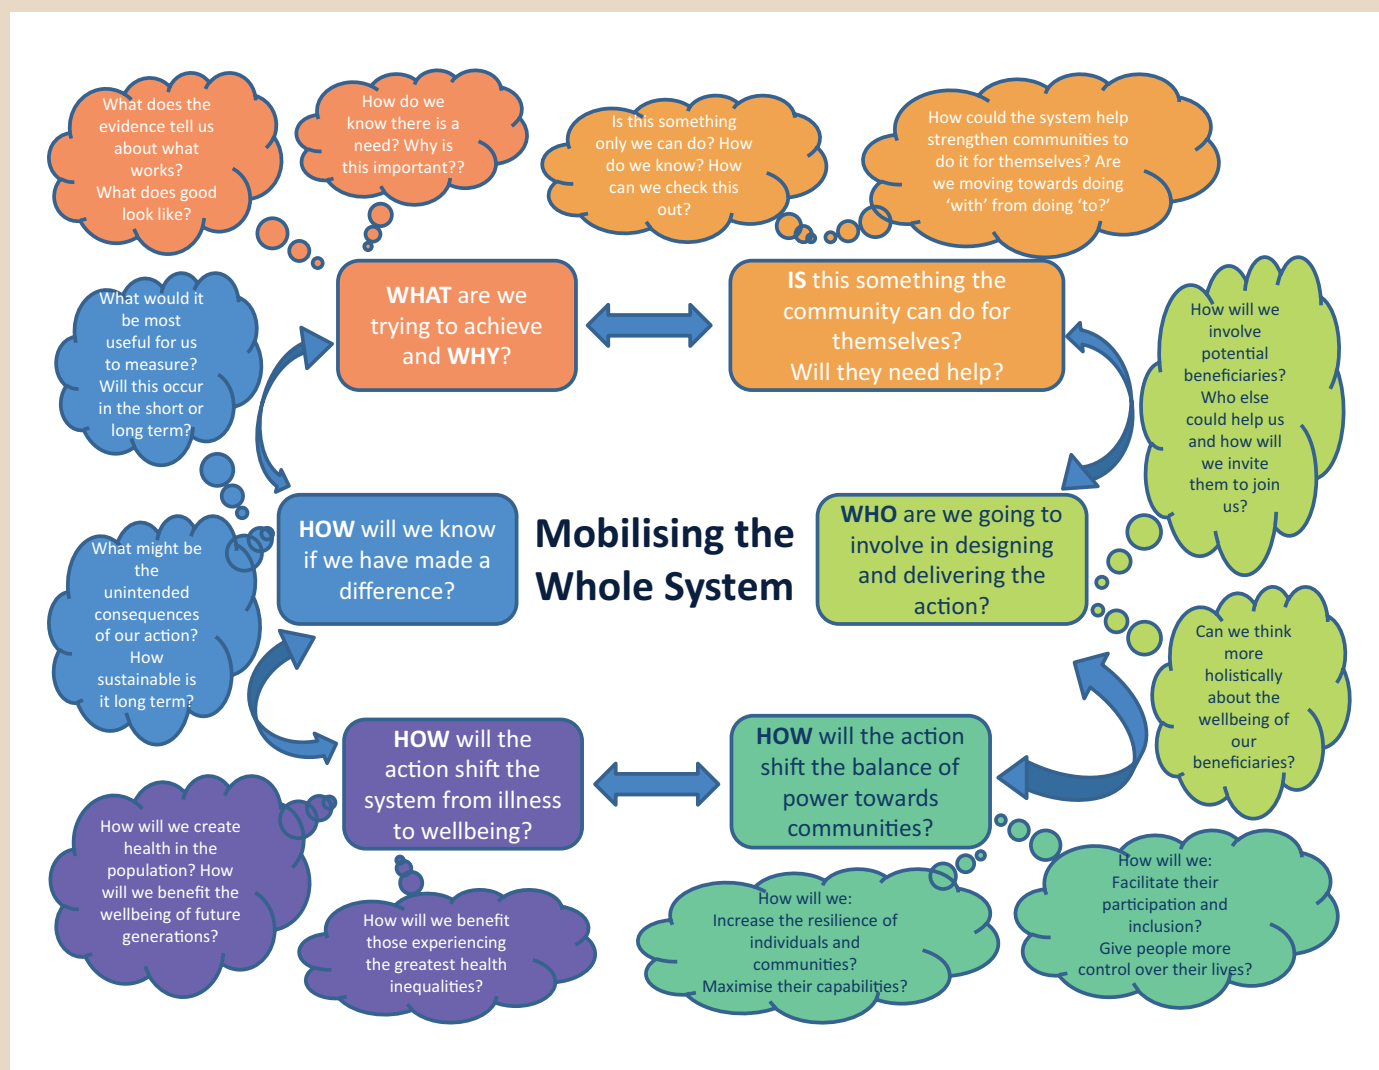 What does the
evidence tell us
about what
works?
What does good
look like?
How do we
know there is a
need? Why is
this important??
Is this something
only we can do? How
do we know? How
can we check this
out?
How could the system help
strengthen communities to
do it for themselves? Are
we moving towards doing
‘with’ from doing ‘to?’
WHAT are we
trying to achieve
and WHY?
IS this something the
community can do for
themselves?
Will they need help?
What would it
be most
useful for us
to measure?
Will this occur
in the short or
long term?
How will we
involve
potential
beneficiaries?
Who else
could help us
and how will
we invite
them to join
us?
HOW will we know
if we have made a
difference?
Mobilising the
Whole System
WHO are we going to
involve in designing
and delivering the
action?
What might be
the
unintended
consequences
of our action?
How
sustainable is
it long term?
Can we think
more
holistically
about the
wellbeing of
our
beneficiaries?
HOW will the
action shift the
system from illness
to wellbeing?
HOW will the action
shift the balance of
power towards
communities?
How will we create
health in the
population? How
will we benefit the
wellbeing of future
generations?
How will we benefit
those experiencing
the greatest health
inequalities?
How will we:
Increase the resilience of
individuals and
communities?
Maximise their capabilities?
How will we:
Facilitate their
participation and
inclusion?
Give people more
control over their lives?